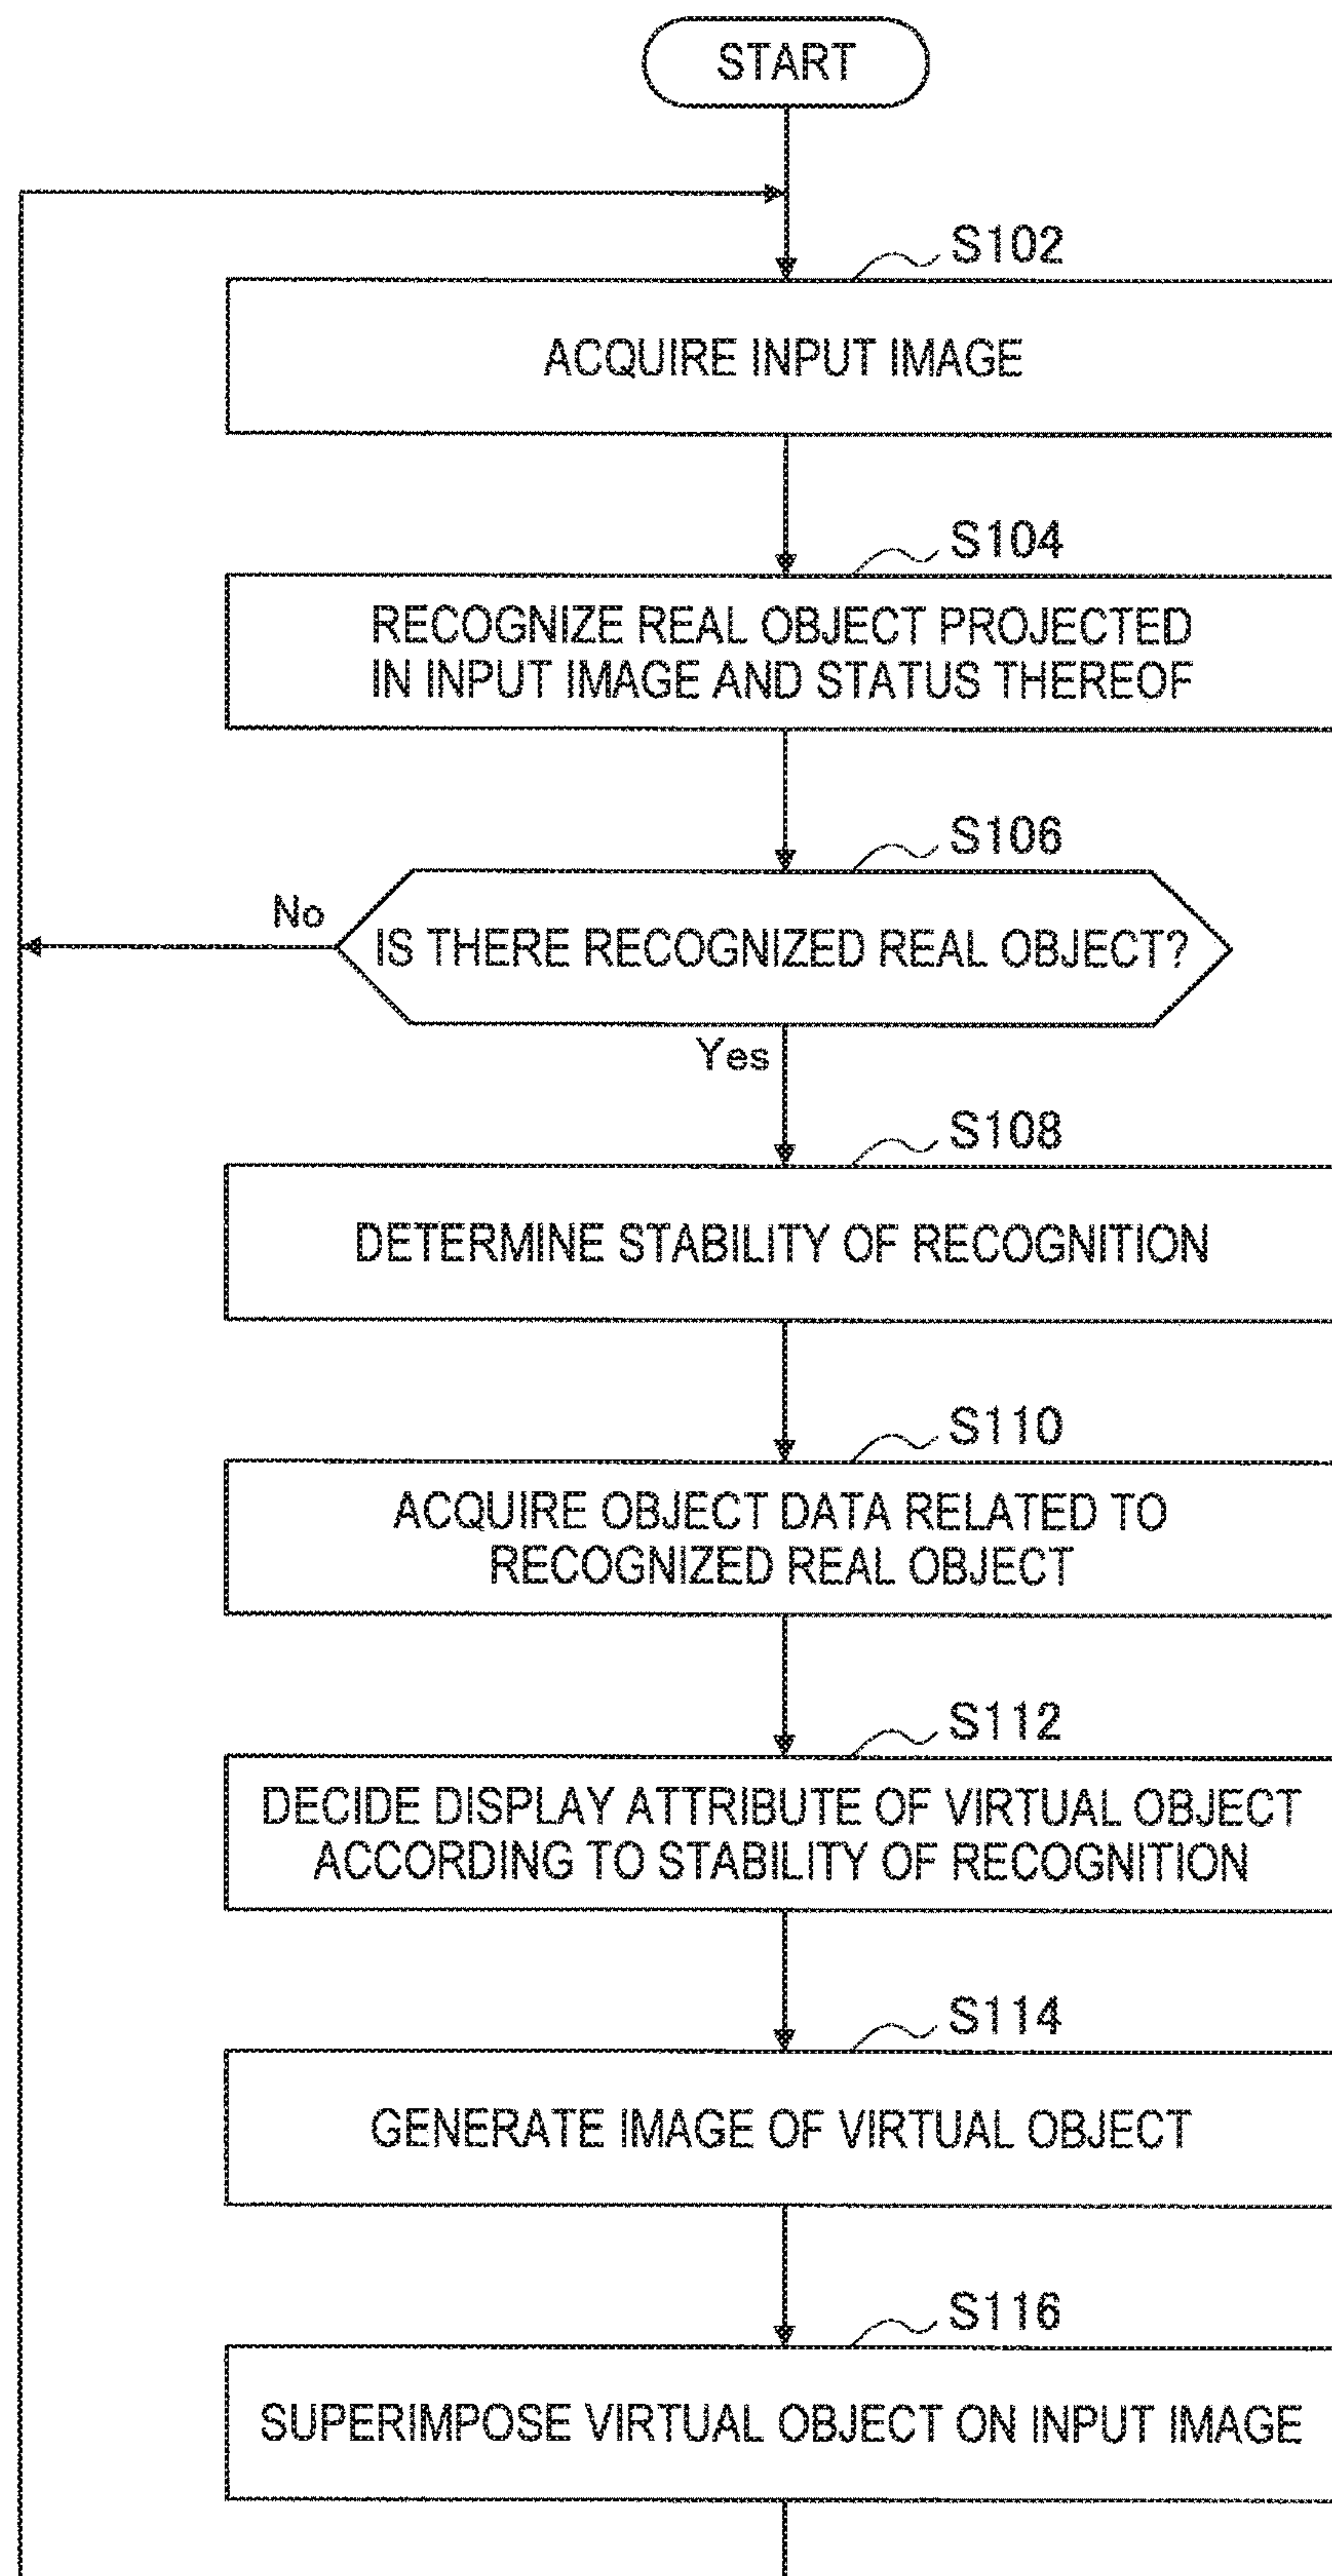 START
S102
ACQUIRE INPUT IMAGE
S104
RECOGNIZE REAL OBJECT PROJECTED
IN INPUT IMAGE AND STATUS THEREOF
S106
No
IS THERE RECOGNIZED REAL OBJECT?
Yes
S108
DETERMINE STABILITY OF RECOGNITION
S110
ACQUIRE OBJECT DATA RELATED TO
RECOGNIZED REAL OBJECT
S112
DECIDE DISPLAY ATTRIBUTE OF VIRTUAL OBJECT
ACCORDING TO STABILITY OF RECOGNITION
S114
GENERATE IMAGE OF VIRTUAL OBJECT
S116
SUPERIMPOSE VIRTUAL OBJECT ON INPUT IMAGE